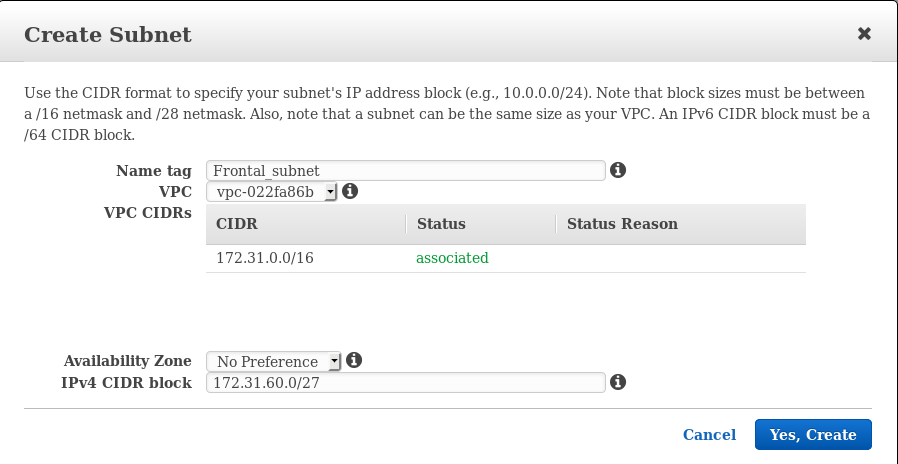 Create Subnet
Use the CIDR format to specify your subnet's IP address block (e.g., 10.0.0.0/24). Note that block sizes must be between
a /16 netmask and /28 netmask. Also, note that a subnet can be the same size as your VPC. An IPv6 CIDR block must be a
/64 CIDR block.
Name tag Frontal_subnet
VPC vpc-022fa86b
VPC CIDRs
CIDR Status Status Reason
172.31.0.0/16 associated
Availability Zone No Preference
IPv4 CIDR block 172.31.60.0/27
Cancel Yes, Create